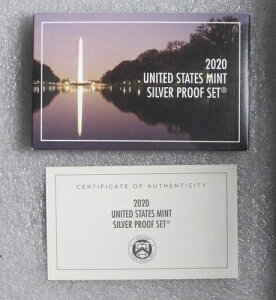 2020
UNITED STATES MINT
SILVER PROOF SET®
CERTIFICATE OF AUTHENTICITY
2020
UNITED STATES MINT
SILVER PROOF SET®